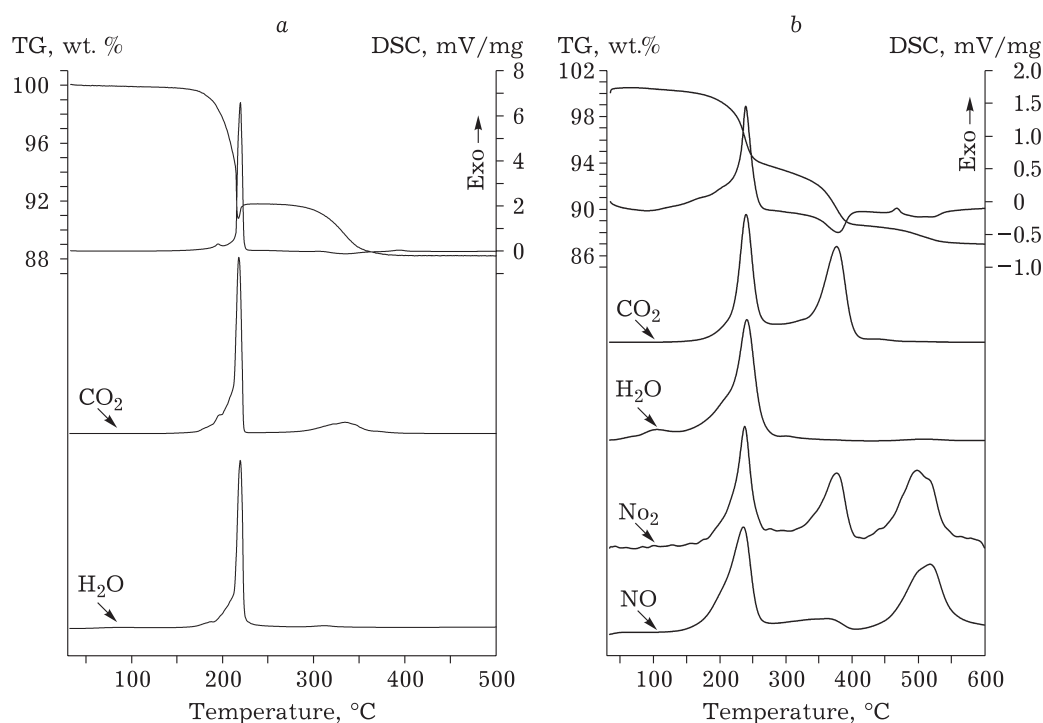 a
TG, wt. %
DSC, mV/mg
100
96
92
88
8
6
4
2
0
Exo →
CO₂
H₂O
100
200
300
400
500
Temperature, °C
b
TG, wt.%
DSC, mV/mg
102
98
94
90
86
2.0
1.5
1.0
0.5
0
−0.5
−1.0
Exo →
CO₂
H₂O
No₂
NO
100
200
300
400
500
600
Temperature, °C